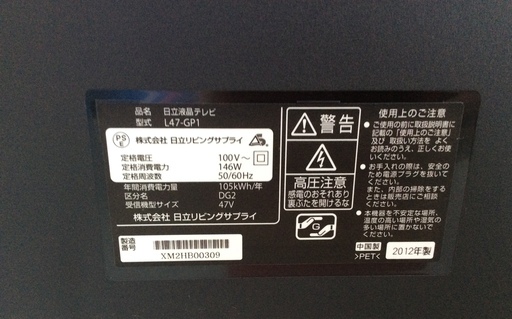 品名 日立液晶テレビ
型式 L47-GP1
PS
E
株式会社 日立リビングサプライ
定格電圧 100V～
定格消費電力 146W
定格周波数 50/60Hz
年間消費電力量 105kWh/年
区分名 DG2
受信機型サイズ 47V
株式会社 日立リビングサプライ
製造
番号
XM2HB00309
警告
高圧注意
感電のおそれあり
裏ぶたを開けるな
G
使用上のご注意
●ご使用の前に取扱説明書に
記載の「使用上のご注意」
及び 取扱い方法を よく
お読みのうえ、正しくお使
いください。
●お手入れの際は、安全のた
め電源プラグを抜いてく
ださい。
また、内部の掃除をする
ときは販売店にご相談く
ださい。
●本機器を不安定な場所、
温度の高い場所や湿気の
多い場所に置かないで
ください。
中国製
>PET<
2012年製